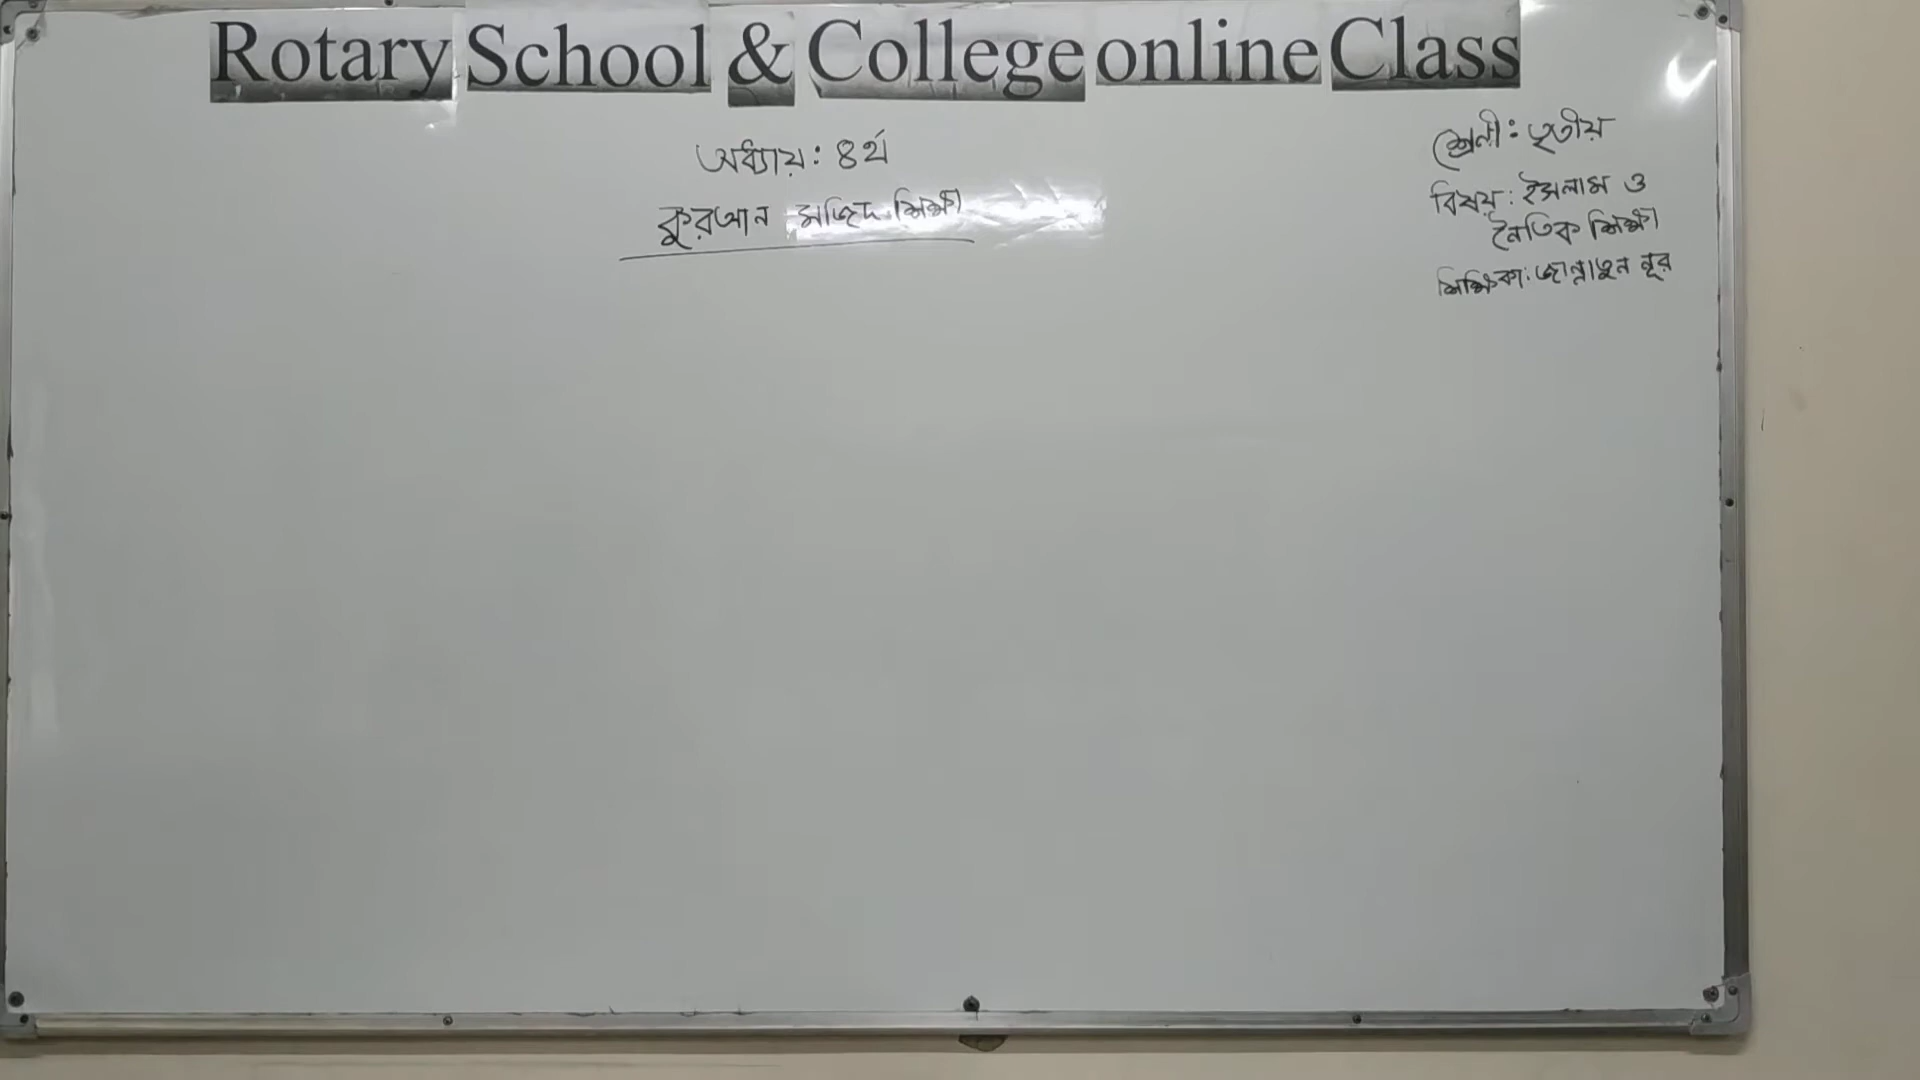 Rotary School & College online Class
অধ্যায়: ৪র্থ
কুরআন মজিদ শিক্ষা
শ্রেণী: তৃতীয়
বিষয়: ইসলাম ও
নৈতিক শিক্ষা
শিক্ষিকা: জান্নাতুন নূর